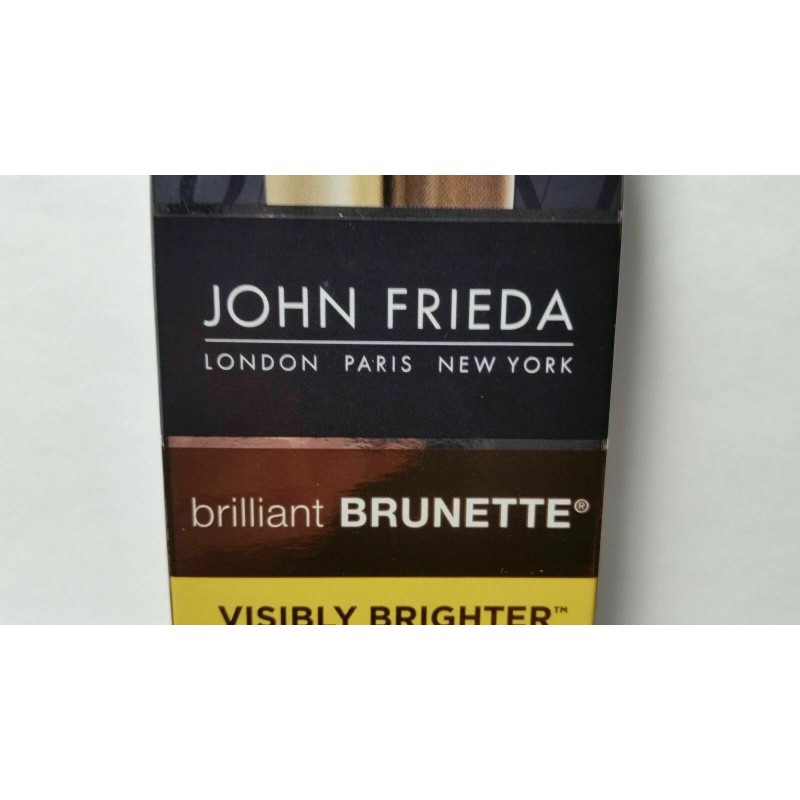 JOHN FRIEDA
LONDON PARIS NEW YORK
brilliant BRUNETTE®
VISIBLY BRIGHTER™